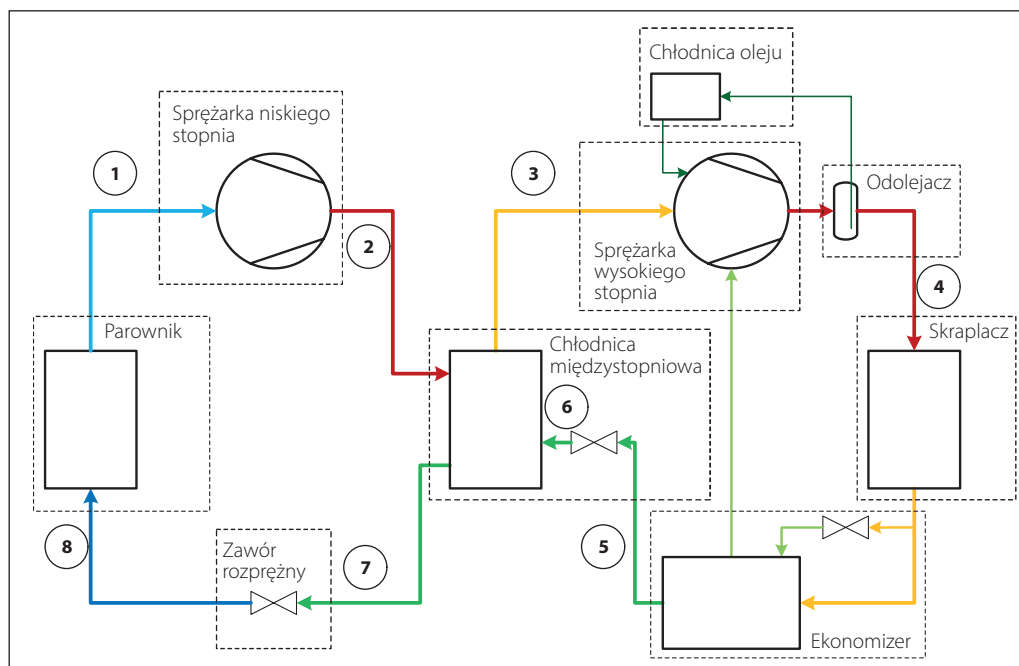 Chłodnica oleju
Sprężarka niskiego
stopnia
1
3
Odolejacz
2
Sprężarka
wysokiego
stopnia
4
Parownik
Chłodnica
międzystopniowa
Skraplacz
6
8
Zawór
rozprężny
7
5
Ekonomizer